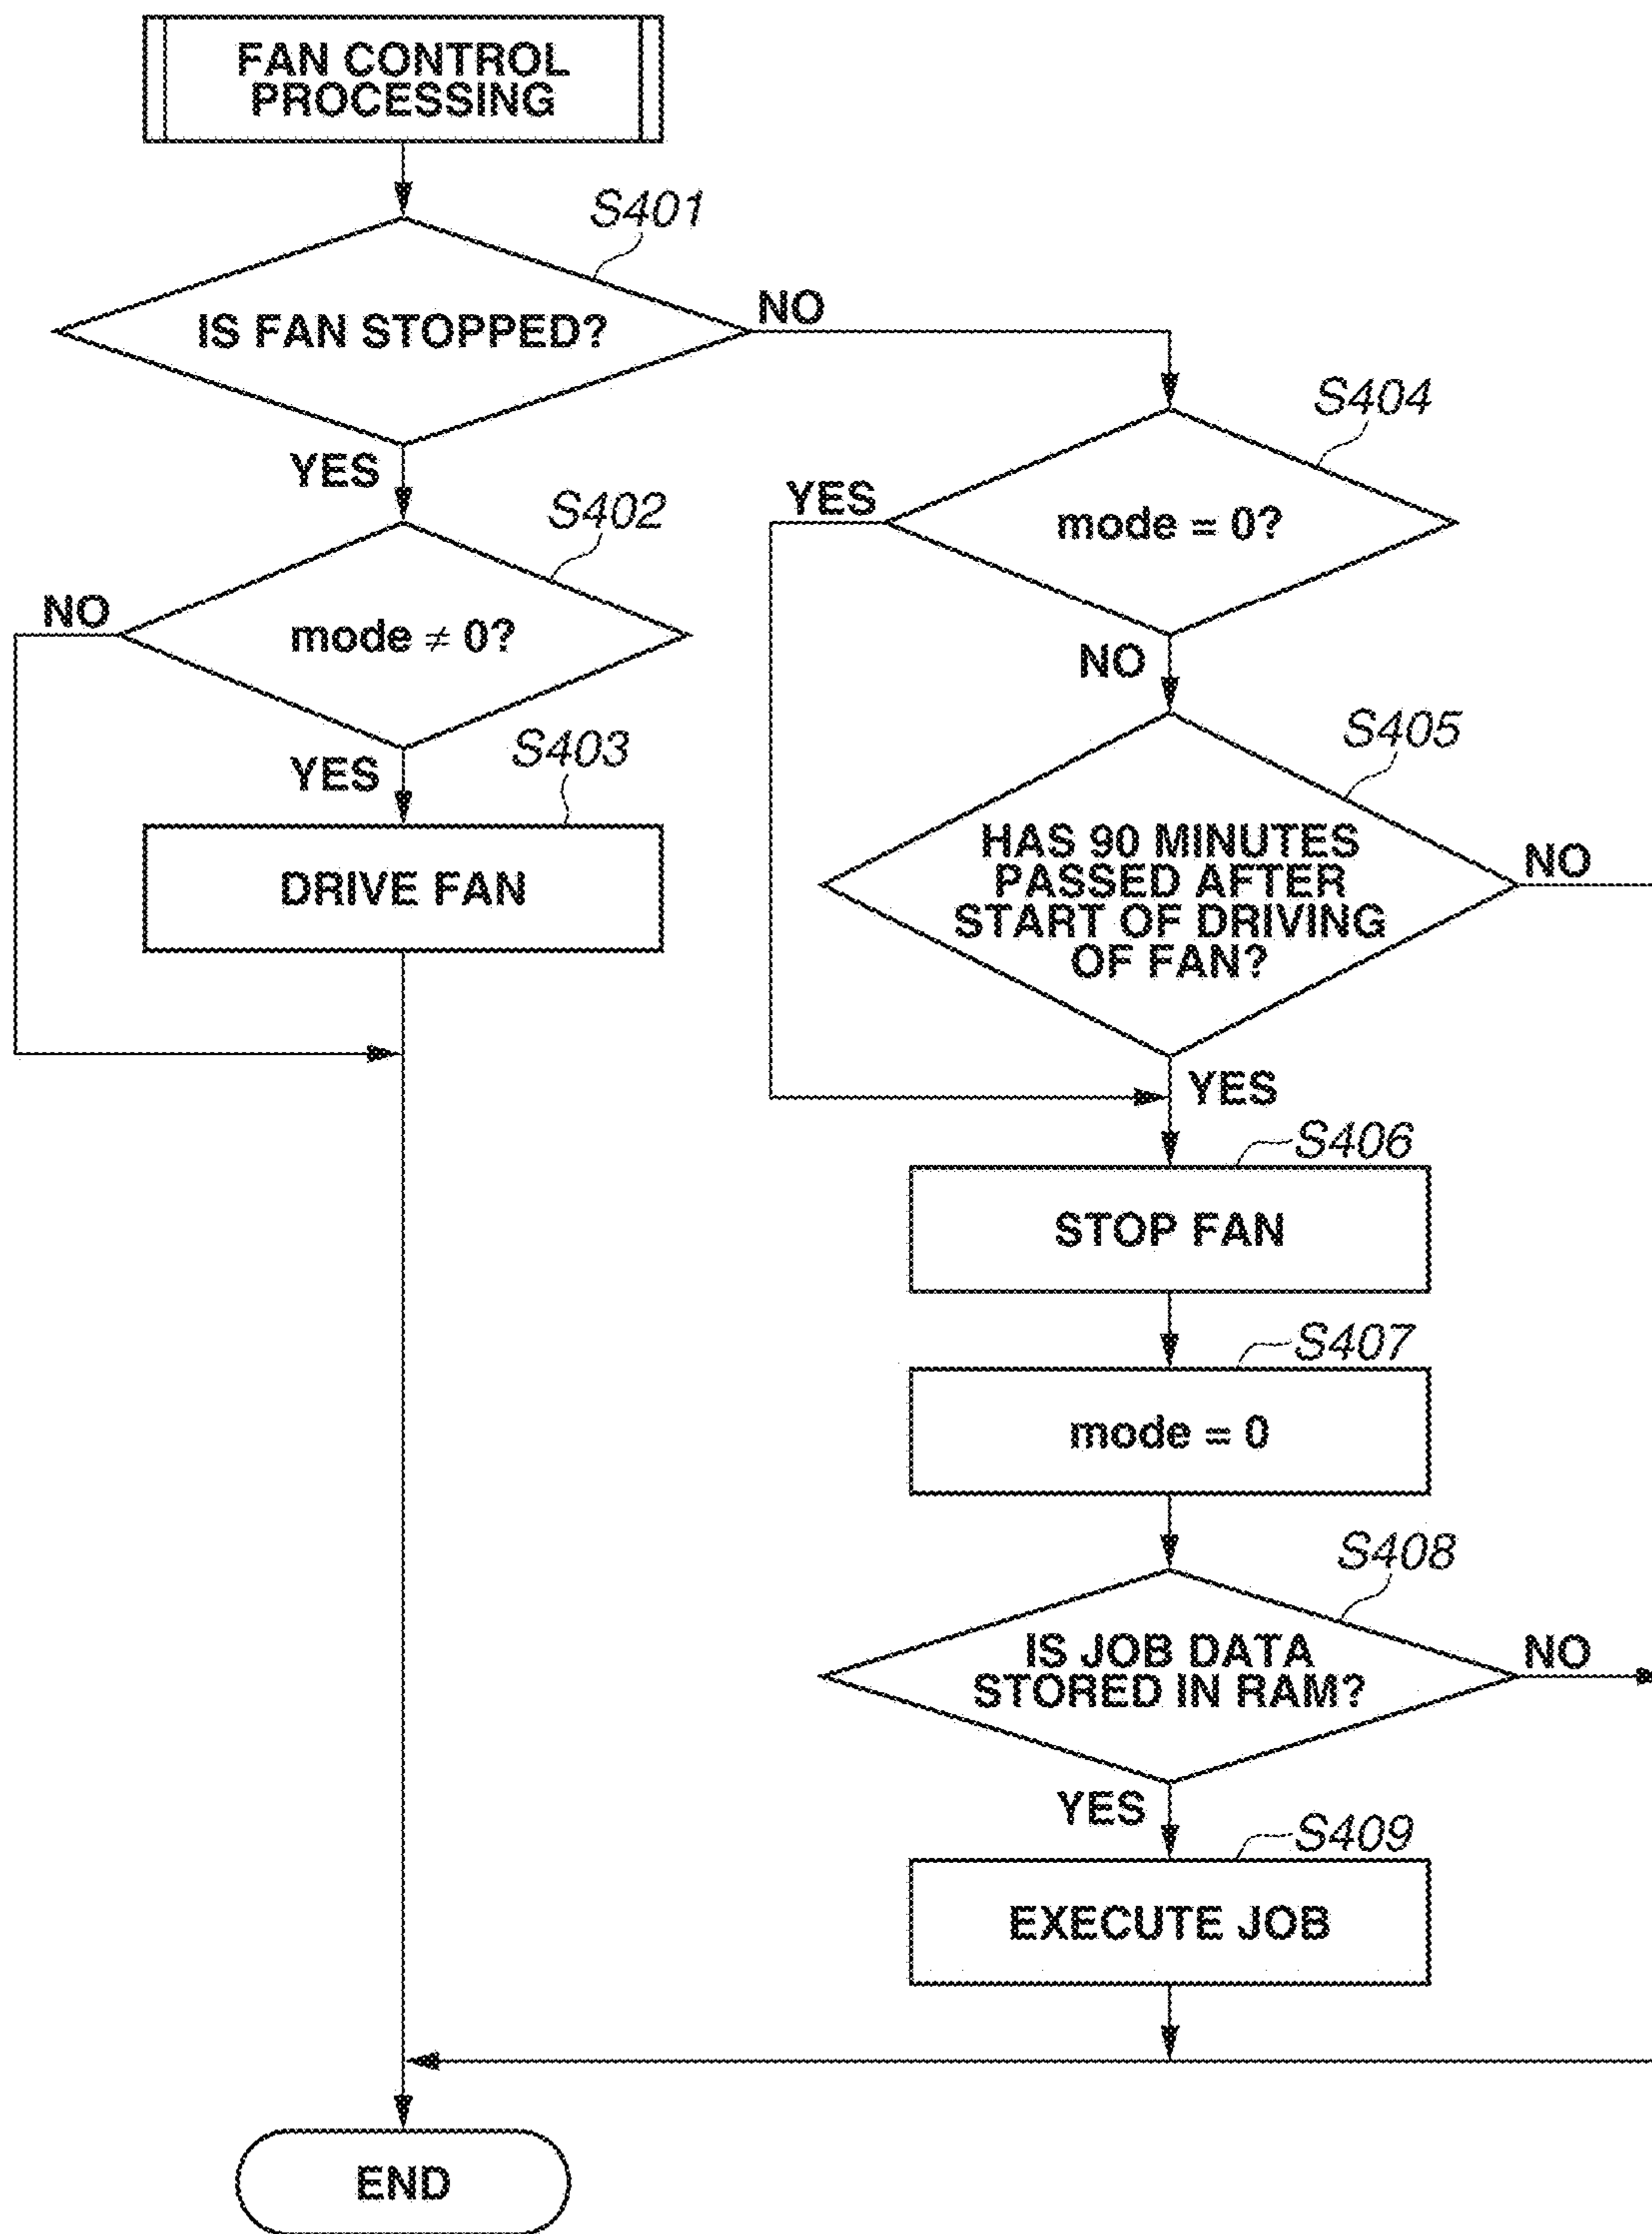 FAN CONTROL
PROCESSING
S401
IS FAN STOPPED?
NO
YES
S402
mode ≠ 0?
NO
YES
S403
DRIVE FAN
S404
mode = 0?
YES
NO
S405
HAS 90 MINUTES
PASSED AFTER
START OF DRIVING
OF FAN?
NO
YES
S406
STOP FAN
S407
mode = 0
S408
IS JOB DATA
STORED IN RAM?
NO
YES
S409
EXECUTE JOB
END